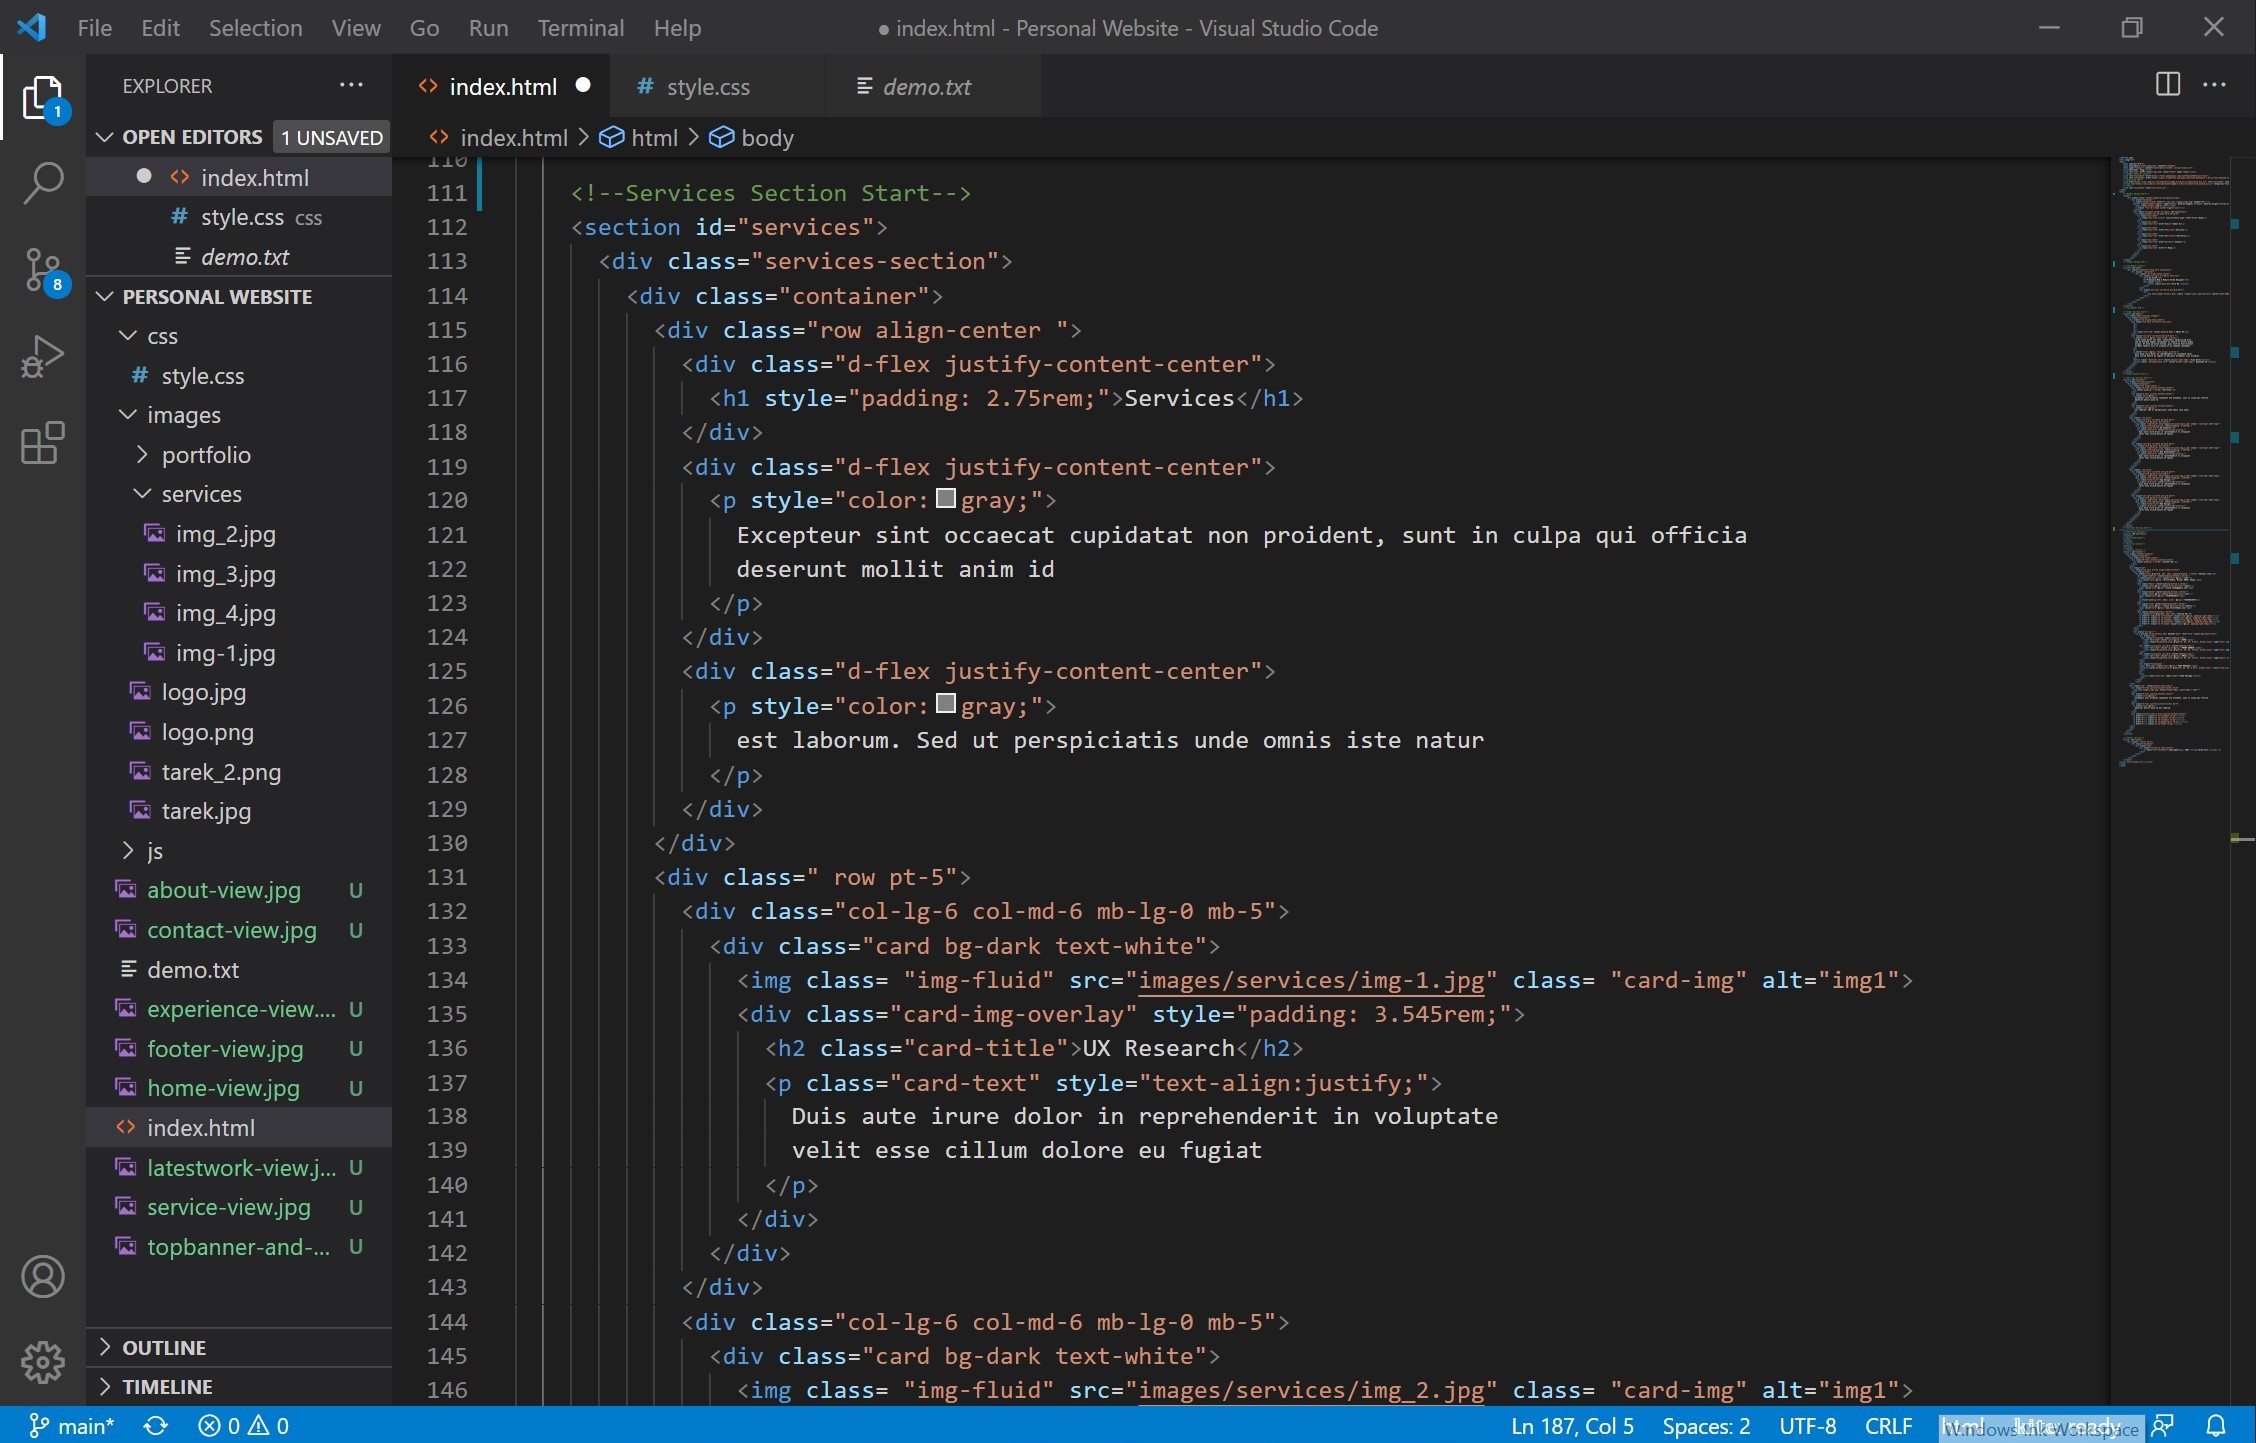 File Edit Selection View Go Run Terminal Help
● index.html - Personal Website - Visual Studio Code
EXPLORER
index.html
# style.css
demo.txt
OPEN EDITORS 1 UNSAVED
index.html > html > body
index.html
# style.css css
demo.txt
PERSONAL WEBSITE
css
# style.css
images
portfolio
services
img_2.jpg
img_3.jpg
img_4.jpg
img-1.jpg
logo.jpg
logo.png
tarek_2.png
tarek.jpg
js
about-view.jpg U
contact-view.jpg U
demo.txt
experience-view.... U
footer-view.jpg U
home-view.jpg U
index.html
latestwork-view.j... U
service-view.jpg U
topbanner-and-... U
OUTLINE
TIMELINE
1
8
110
111 <!--Services Section Start-->
112 <section id="services">
113 <div class="services-section">
114 <div class="container">
115 <div class="row align-center ">
116 <div class="d-flex justify-content-center">
117 <h1 style="padding: 2.75rem;">Services</h1>
118 </div>
119 <div class="d-flex justify-content-center">
120 <p style="color: gray;">
121 Excepteur sint occaecat cupidatat non proident, sunt in culpa qui officia
122 deserunt mollit anim id
123 </p>
124 </div>
125 <div class="d-flex justify-content-center">
126 <p style="color: gray;">
127 est laborum. Sed ut perspiciatis unde omnis iste natur
128 </p>
129 </div>
130 </div>
131 <div class=" row pt-5">
132 <div class="col-lg-6 col-md-6 mb-lg-0 mb-5">
133 <div class="card bg-dark text-white">
134 <img class= "img-fluid" src="images/services/img-1.jpg" class= "card-img" alt="img1">
135 <div class="card-img-overlay" style="padding: 3.545rem;">
136 <h2 class="card-title">UX Research</h2>
137 <p class="card-text" style="text-align:justify;">
138 Duis aute irure dolor in reprehenderit in voluptate
139 velit esse cillum dolore eu fugiat
140 </p>
141 </div>
142 </div>
143 </div>
144 <div class="col-lg-6 col-md-6 mb-lg-0 mb-5">
145 <div class="card bg-dark text-white">
146 <img class= "img-fluid" src="images/services/img_2.jpg" class= "card-img" alt="img1">
main* 0 0
Ln 187, Col 5 Spaces: 2 UTF-8 CRLF html kite: ready
Windows Ink Workspace